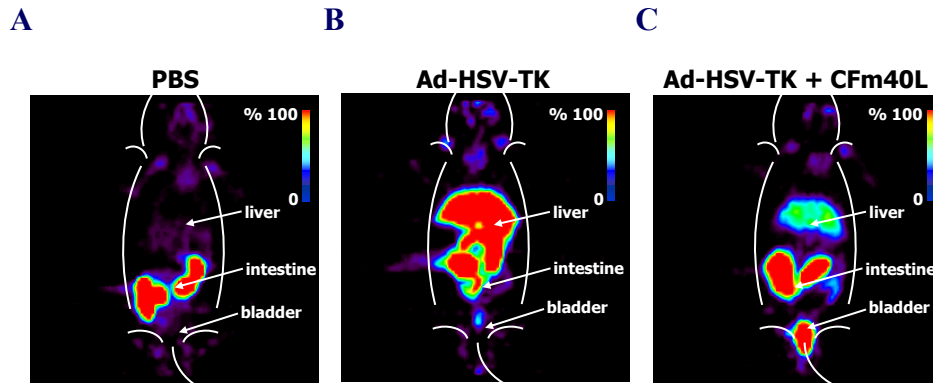 A
B
C
PBS
Ad-HSV-TK
Ad-HSV-TK + CFm40L
% 100
0
liver
intestine
bladder
% 100
0
liver
intestine
bladder
% 100
0
liver
intestine
bladder